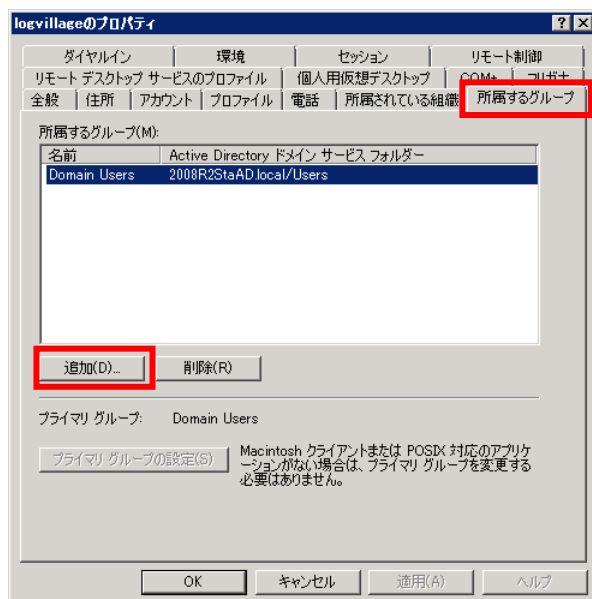 logvillageのプロパティ
ダイヤルイン 環境 セッション リモート制御
リモート デスクトップ サービスのプロファイル 個人用仮想デスクトップ COM+ フリガナ
全般 住所 アカウント プロファイル 電話 所属されている組織 所属するグループ
所属するグループ(M):
名前 Active Directory ドメイン サービス フォルダー
Domain Users 2008R2StaAD.local/Users
追加(D)... 削除(R)
プライマリ グループ: Domain Users
プライマリ グループの設定(S)
Macintosh クライアントまたは POSIX 対応のアプリケ
ーションがない場合は、プライマリ グループを変更する
必要はありません。
OK キャンセル 適用(A) ヘルプ